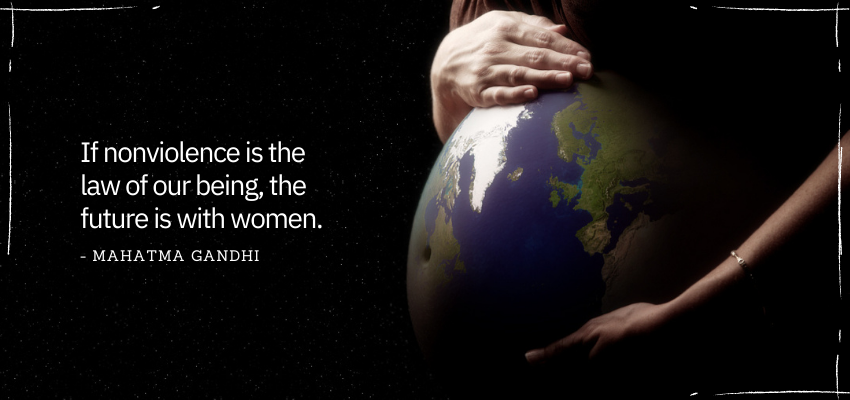 If nonviolence is the
law of our being, the
future is with women.
- MAHATMA GANDHI